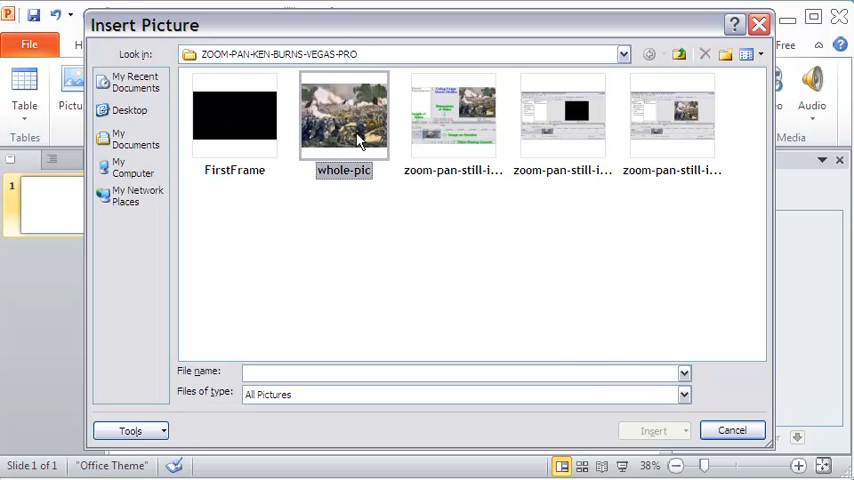 Insert Picture
File
H
Free
Look in:
ZOOM-PAN-KEN-BURNS-VEGAS-PRO
Table
Tables
Pictu
Audio
Media
My Recent
Documents
Desktop
My
Documents
My
Computer
My Network
Places
FirstFrame
whole-pic
zoom-pan-still-i...
zoom-pan-still-i...
zoom-pan-still-i...
1
File name:
Files of type:
All Pictures
Tools
Insert
Cancel
Slide 1 of 1
"Office Theme"
38%